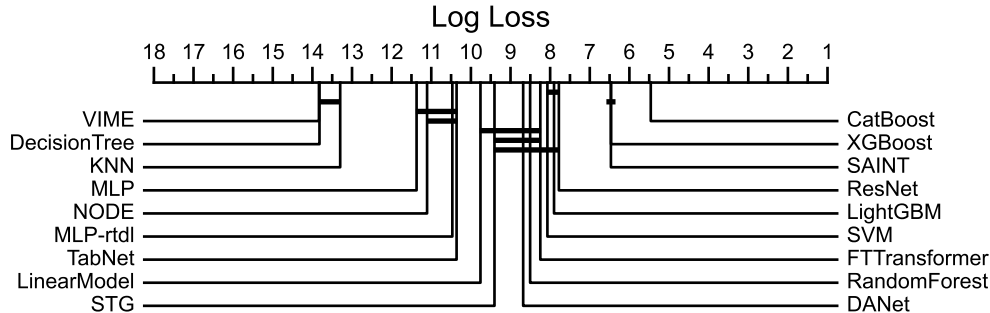 Log Loss
18 17 16 15 14 13 12 11 10 9 8 7 6 5 4 3 2 1
VIME CatBoost
DecisionTree XGBoost
KNN SAINT
MLP ResNet
NODE LightGBM
MLP-rtdl SVM
TabNet FTTransformer
LinearModel RandomForest
STG DANet